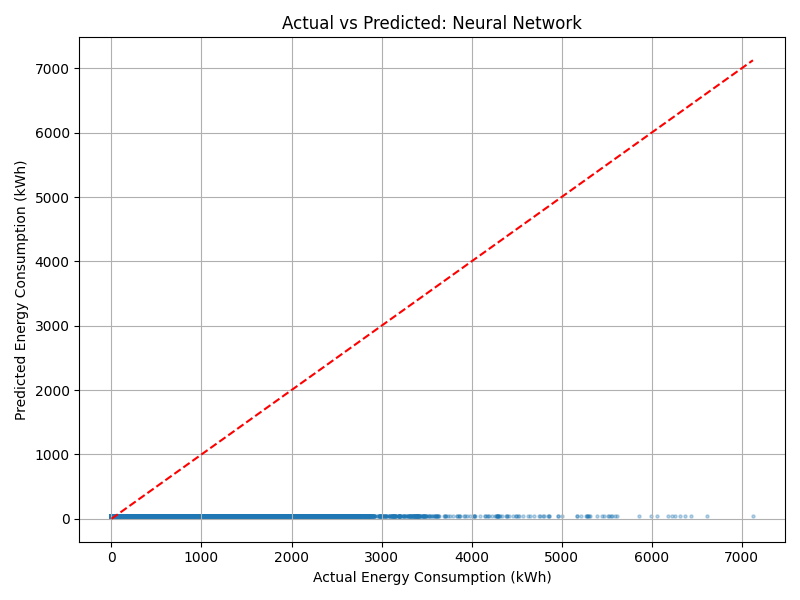 Actual vs Predicted: Neural Network
Predicted Energy Consumption (kWh)
7000
6000
5000
4000
3000
2000
1000
0
0 1000 2000 3000 4000 5000 6000 7000
Actual Energy Consumption (kWh)